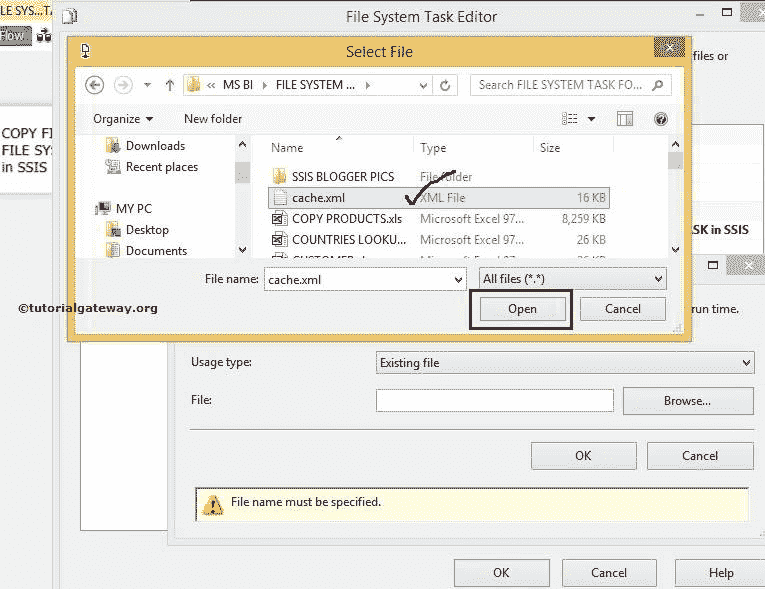 LE SYS...TA
File System Task Editor
Flow
Select File
MS BI
FILE SYSTEM ...
Search FILE SYSTEM TASK FO...
files or
Organize
New folder
COPY FI
FILE SY
in SSIS
Downloads
Recent places
MY PC
Desktop
Documents
Name
Type
Size
SSIS BLOGGER PICS
File folder
cache.xml
XML File
16 KB
COPY PRODUCTS.xls
Microsoft Excel 97...
8,259 KB
COUNTRIES LOOKU...
Microsoft Excel 97...
26 KB
ASK in SSIS
File name:
cache.xml
All files (*.*)
Open
Cancel
©tutorialgateway.org
run time.
Usage type:
Existing file
File:
Browse...
OK
Cancel
File name must be specified.
OK
Cancel
Help